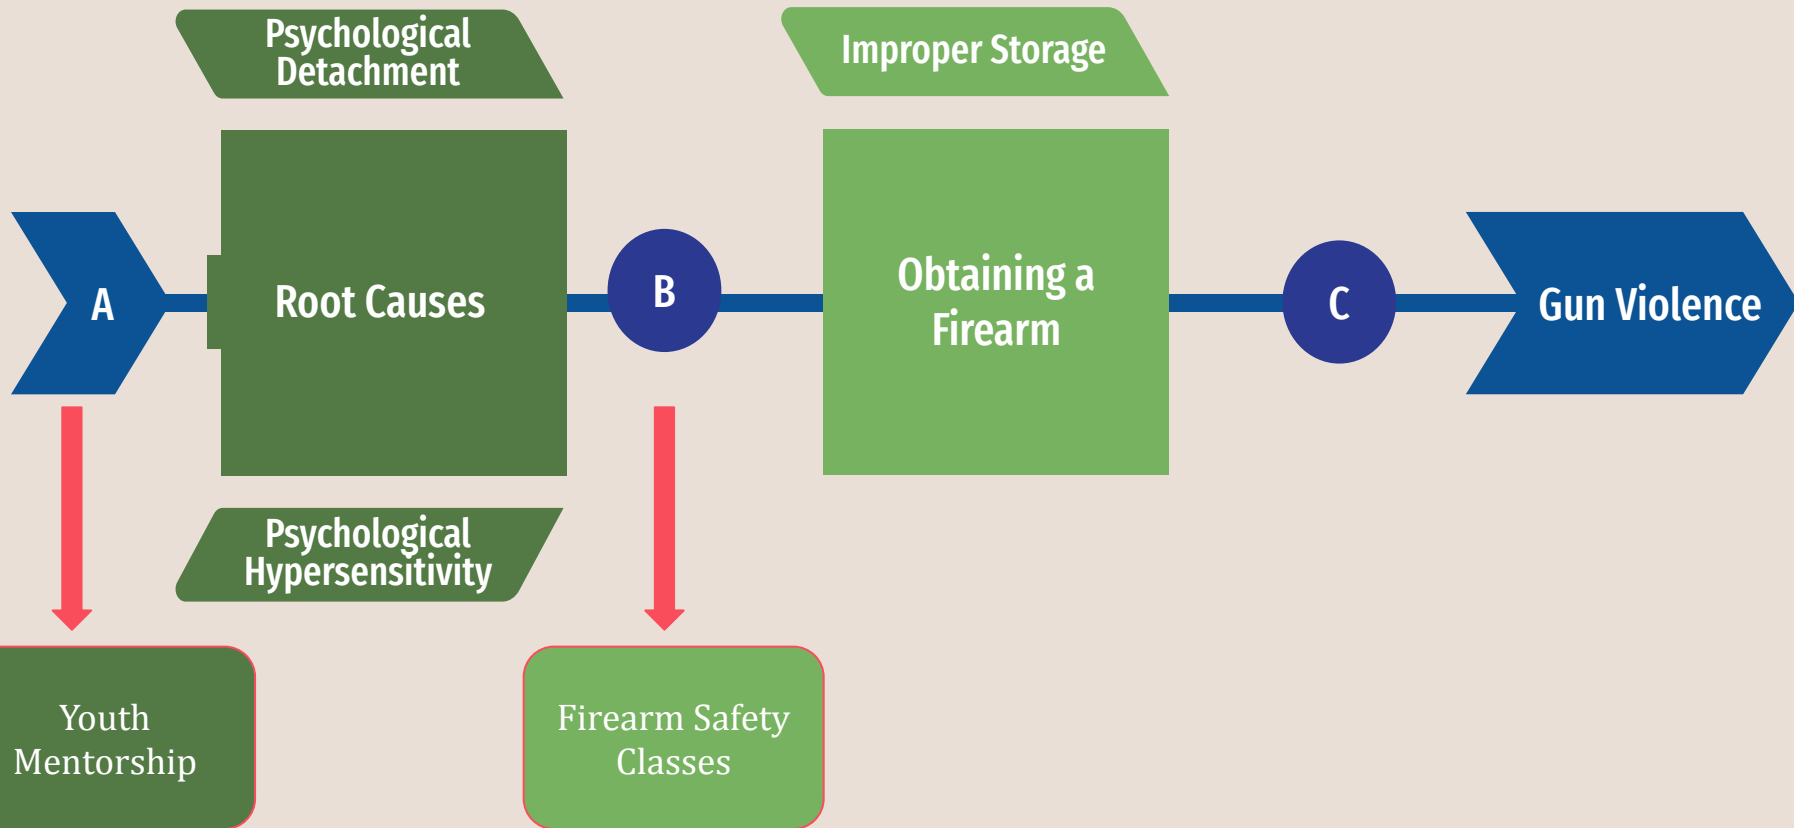 Psychological
Detachment
Improper Storage
A
Root Causes
B
Obtaining a
Firearm
C
Gun Violence
Psychological
Hypersensitivity
Youth
Mentorship
Firearm Safety
Classes